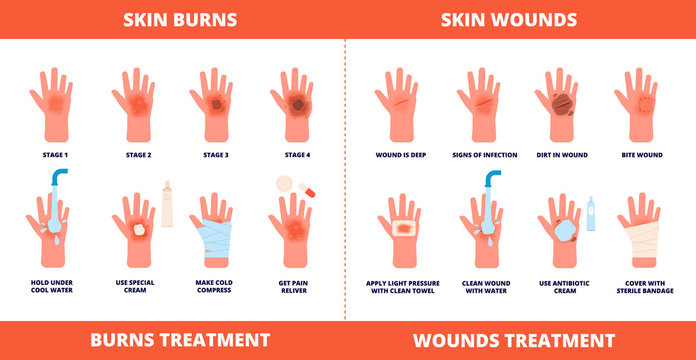 SKIN BURNS
STAGE 1
STAGE 2
STAGE 3
STAGE 4
HOLD UNDER
COOL WATER
USE SPECIAL
CREAM
MAKE COLD
COMPRESS
GET PAIN
RELIVER
BURNS TREATMENT
SKIN WOUNDS
WOUND IS DEEP
SIGNS OF INFECTION
DIRT IN WOUND
BITE WOUND
APPLY LIGHT PRESSURE
WITH CLEAN TOWEL
CLEAN WOUND
WITH WATER
USE ANTIBIOTIC
CREAM
COVER WITH
STERILE BANDAGE
WOUNDS TREATMENT